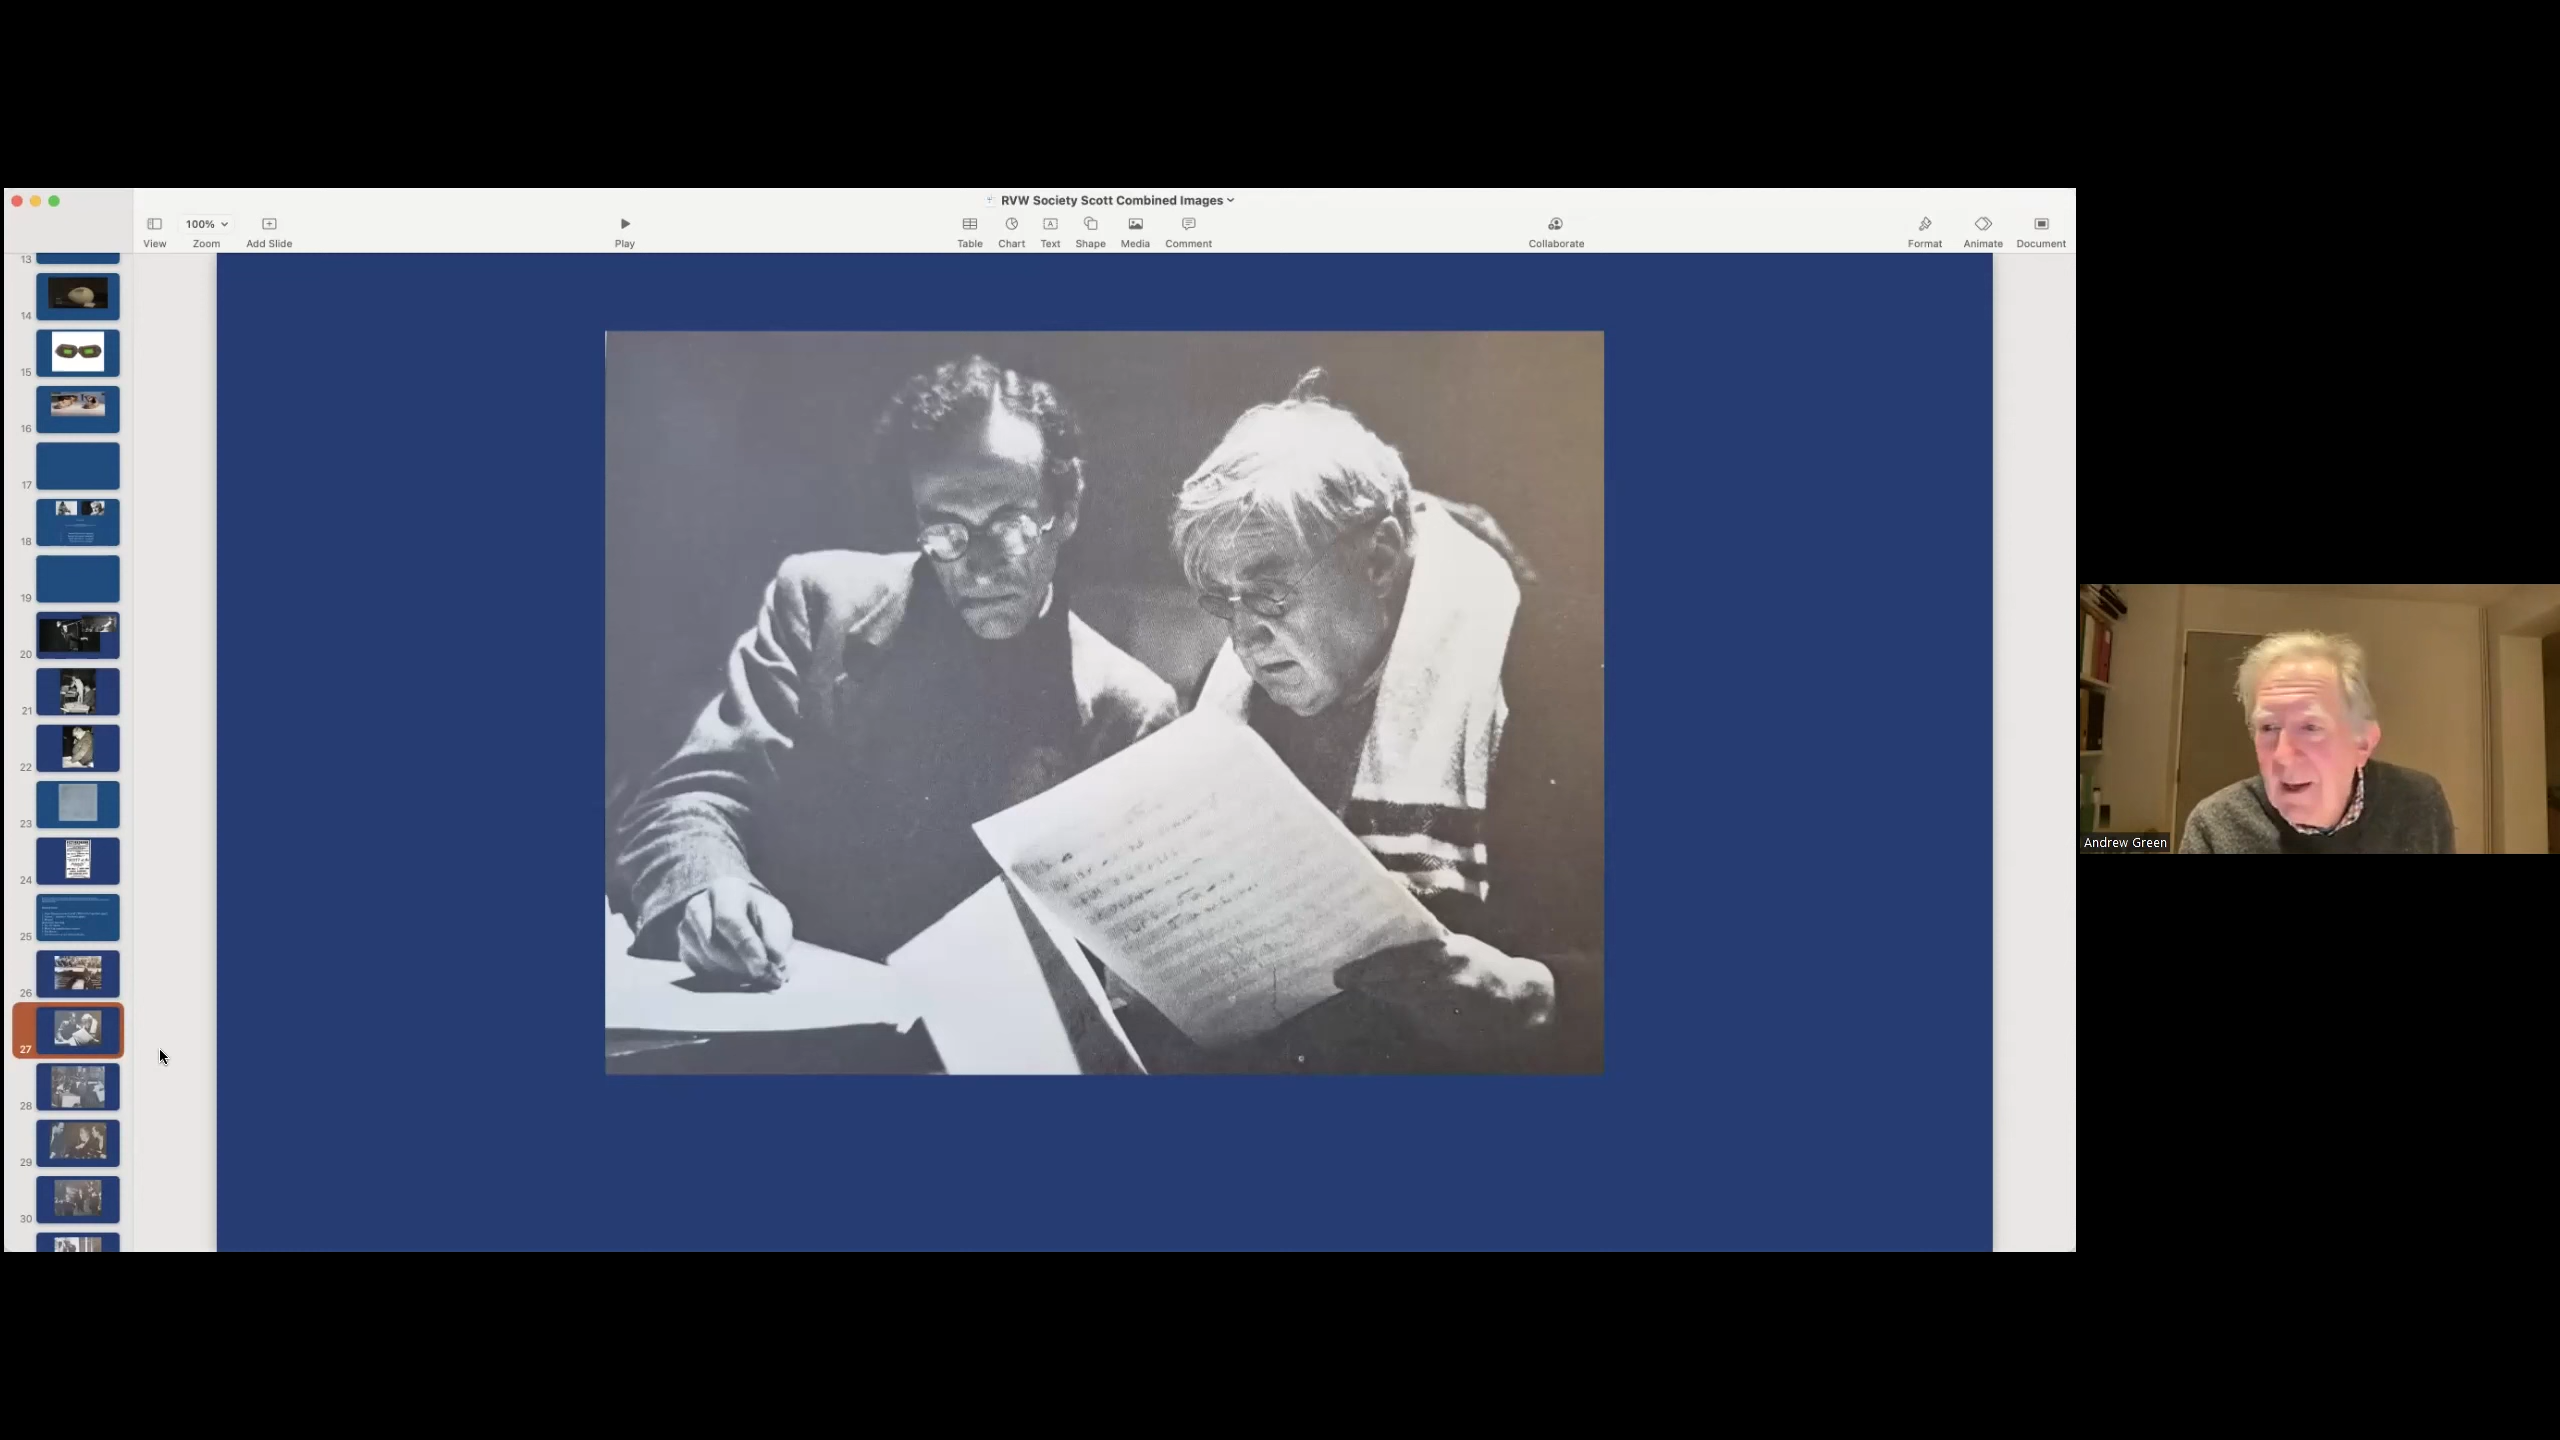 RVW Society Scott Combined Images
View
100%
Zoom
Add Slide
Play
Table
Chart
Text
Shape
Media
Comment
Collaborate
Format
Animate
Document
13
14
15
16
17
18
19
20
21
22
23
24
25
26
27
28
29
30
Andrew Green